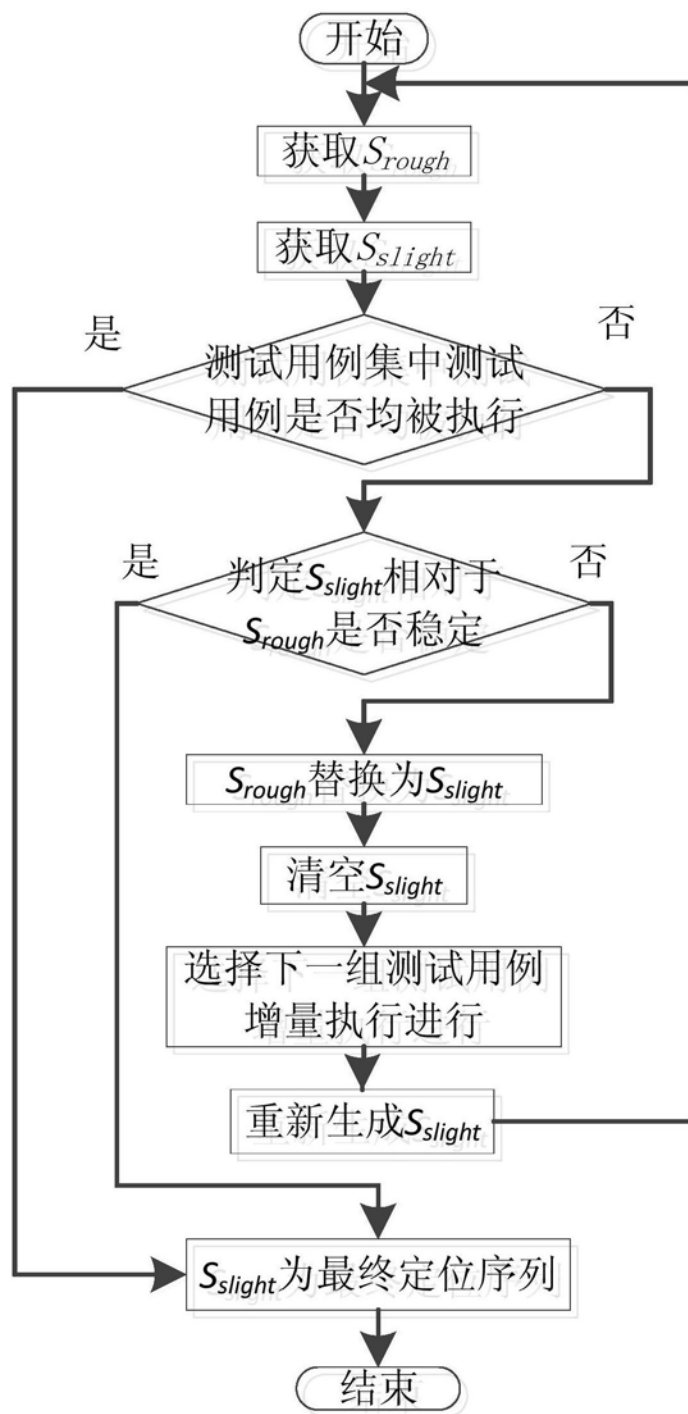 开始
获取S_rough
获取S_slight
是
否
测试用例集中测试
用例是否均被执行
是
否
判定S_slight相对于
S_rough是否稳定
S_rough替换为S_slight
清空S_slight
选择下一组测试用例
增量执行进行
重新生成S_slight
S_slight为最终定位序列
结束